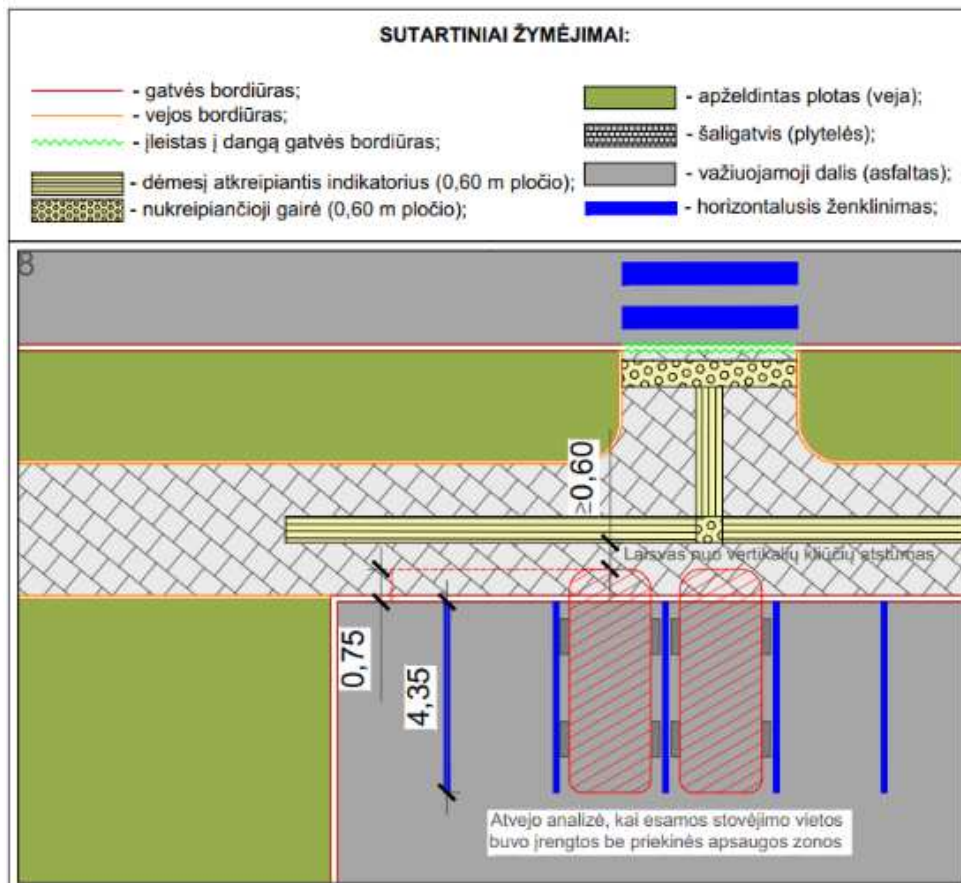 SUTARTINIAI ŽYMĖJIMAI:
- gatvės bordiūras;
- vejos bordiūras;
- įleistas į dangą gatvės bordiūras;
- dėmesį atkreipiantis indikatorius (0,60 m pločio);
- nukreipiančioji gairė (0,60 m pločio);
- apželdintas plotas (veja);
- šaligatvis (plytelės);
- važiuojamoji dalis (asfaltas);
- horizontalusis ženklinimas;
8
≥0,60
Laisvas nuo vertikalių kliūčių atstumas
0,75
4,35
Atvejo analizė, kai esamos stovėjimo vietos
buvo įrengtos be priekinės apsaugos zonos